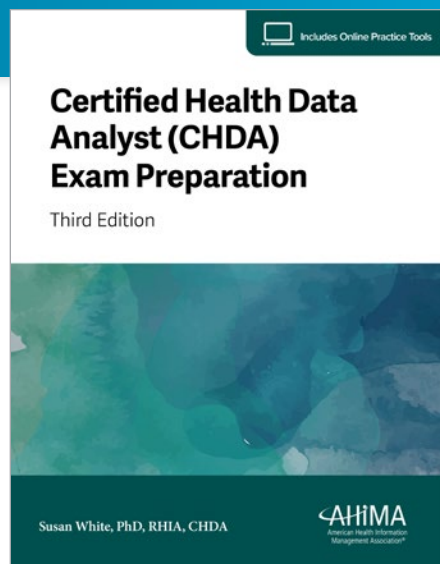 Includes Online Practice Tools
Certified Health Data
Analyst (CHDA)
Exam Preparation
Third Edition
Susan White, PhD, RHIA, CHDA
AHiMA
American Health Information
Management Association®